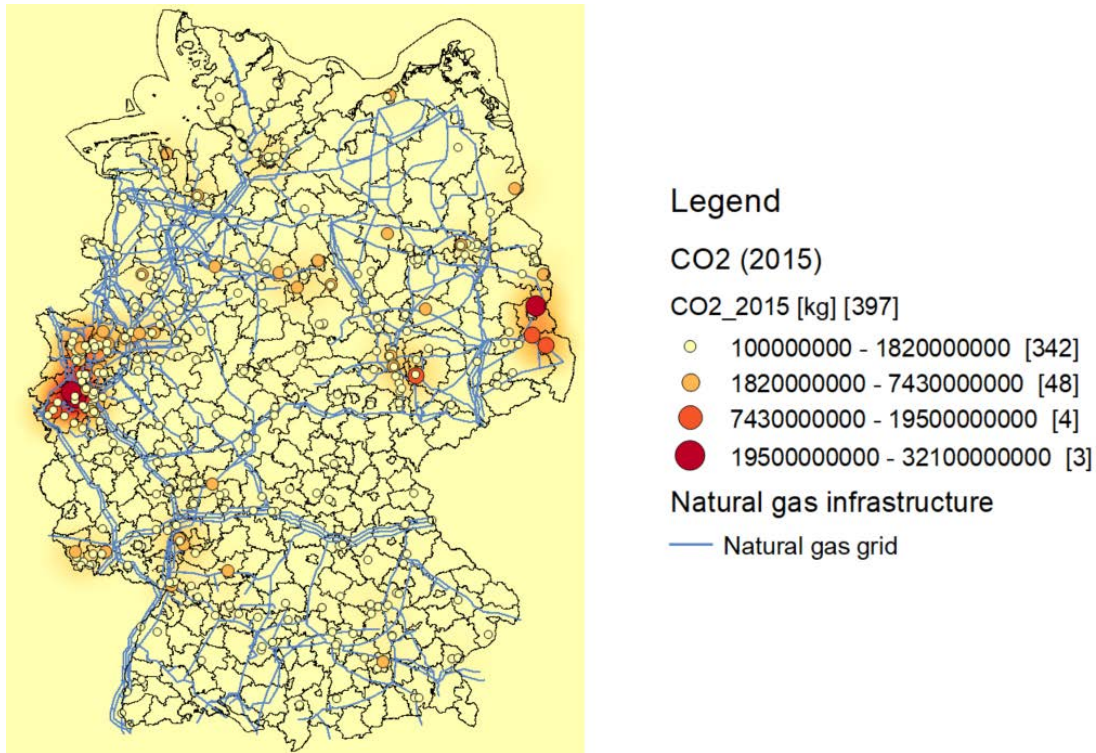 Legend
CO2 (2015)
CO2_2015 [kg] [397]
100000000 - 1820000000 [342]
1820000000 - 7430000000 [48]
7430000000 - 19500000000 [4]
19500000000 - 32100000000 [3]
Natural gas infrastructure
Natural gas grid